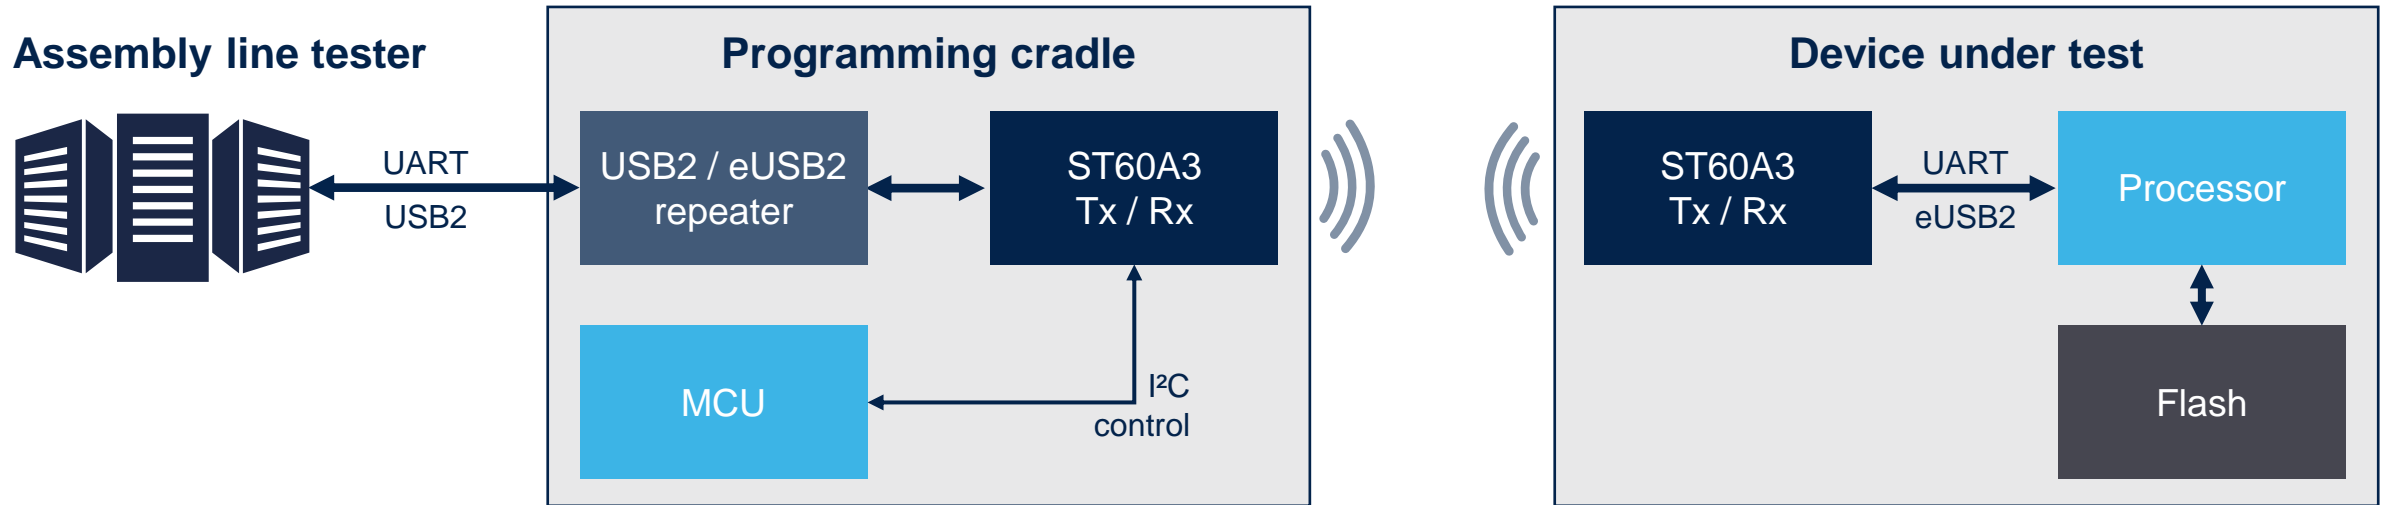 Assembly line tester
UART
USB2
Programming cradle
USB2 / eUSB2
repeater
ST60A3
Tx / Rx
MCU
I²C
control
Device under test
ST60A3
Tx / Rx
UART
eUSB2
Processor
Flash